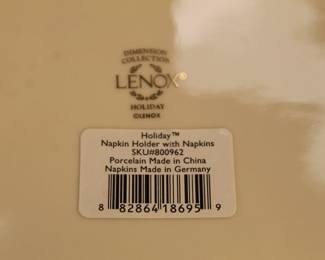 DIMENSION
COLLECTION
LENOX®
HOLIDAY
©LENOX
Holiday™
Napkin Holder with Napkins
SKU#800962
Porcelain Made in China
Napkins Made in Germany
8 82864 18695 9